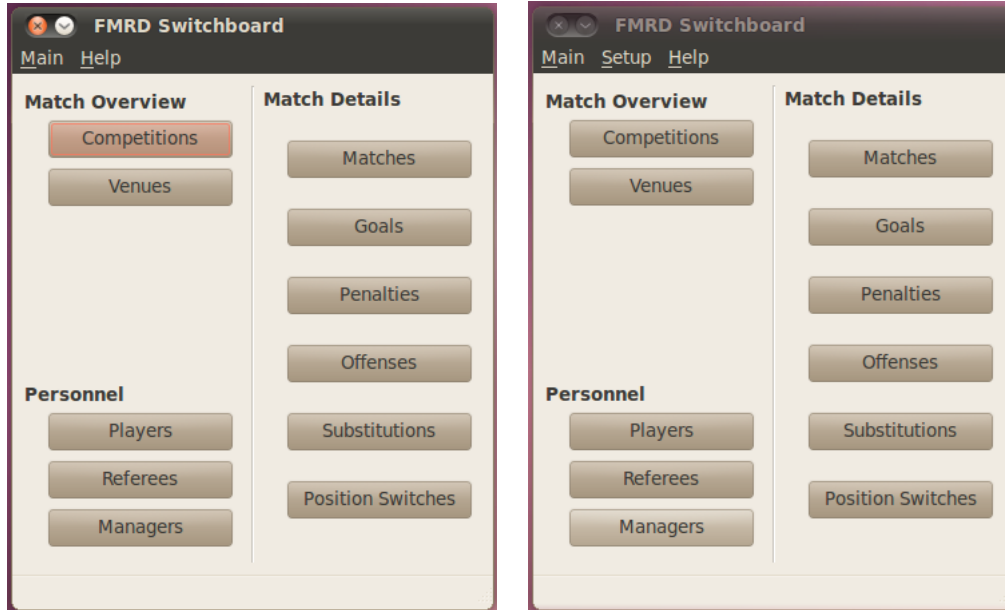 FMRD Switchboard
Main Help
Match Overview
Competitions
Venues
Personnel
Players
Referees
Managers
Match Details
Matches
Goals
Penalties
Offenses
Substitutions
Position Switches
FMRD Switchboard
Main Setup Help
Match Overview
Competitions
Venues
Personnel
Players
Referees
Managers
Match Details
Matches
Goals
Penalties
Offenses
Substitutions
Position Switches